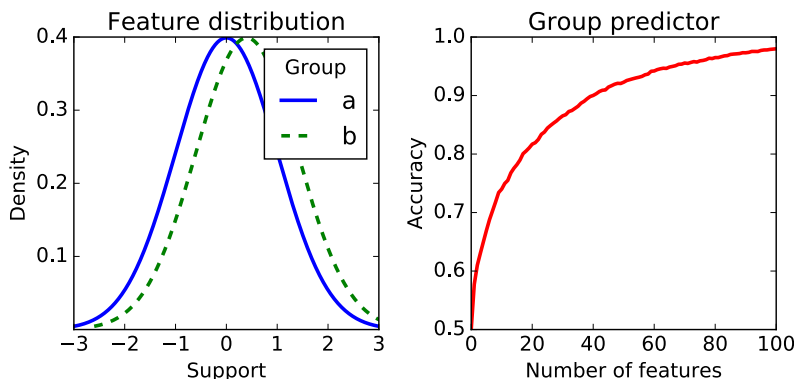 Feature distribution
Density
0.4
0.3
0.2
0.1
Group
a
b
−3 −2 −1 0 1 2 3
Support
Group predictor
Accuracy
1.0
0.9
0.8
0.7
0.6
0.5
0 20 40 60 80 100
Number of features